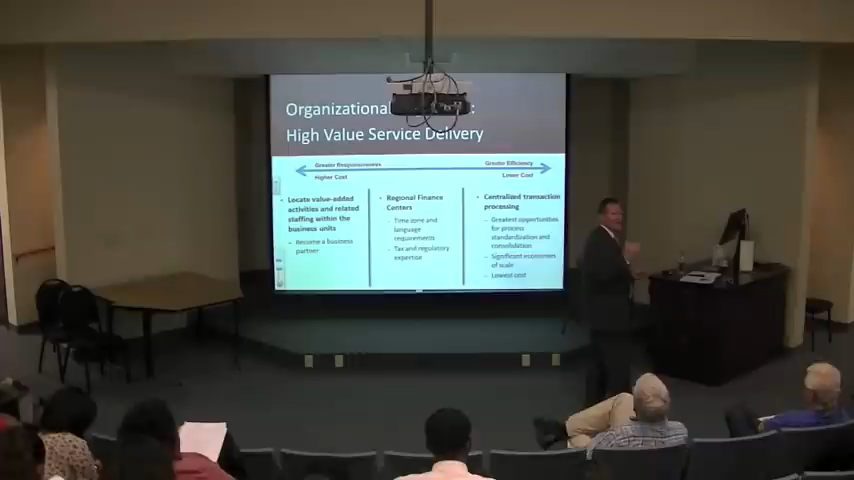 Organizational :
High Value Service Delivery
Greater Responsiveness
Greater Efficiency
Higher Cost
Lower Cost
• Locate value-added
activities and related
staffing within the
business units
– Become a business
partner
• Regional Finance
Centers
– Time zone and
language
requirements
– Tax and regulatory
expertise
• Centralized transaction
processing
– Greatest opportunities
for process
standardization and
consolidation
– Significant economies
of scale
– Lowest cost